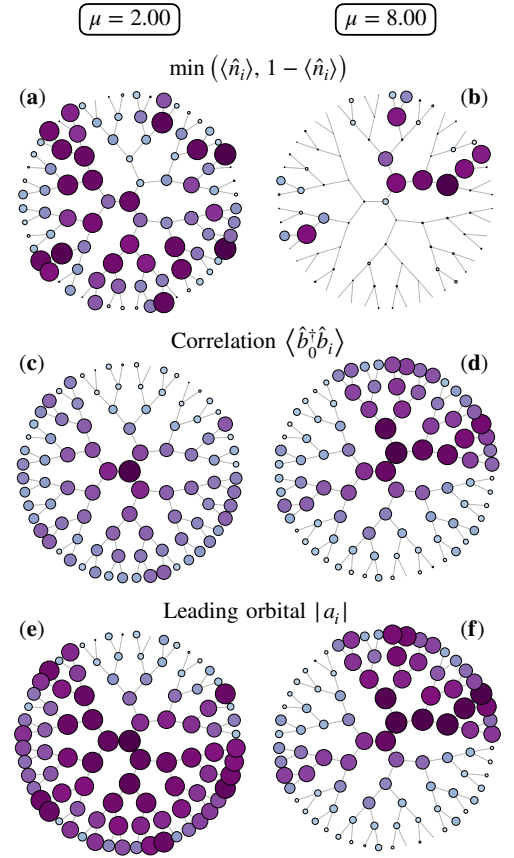 μ = 2.00 μ = 8.00
min (⟨n̂ᵢ⟩, 1 − ⟨n̂ᵢ⟩)
(a) (b)
Correlation ⟨b̂₀†b̂ᵢ⟩
(c) (d)
Leading orbital |aᵢ|
(e) (f)